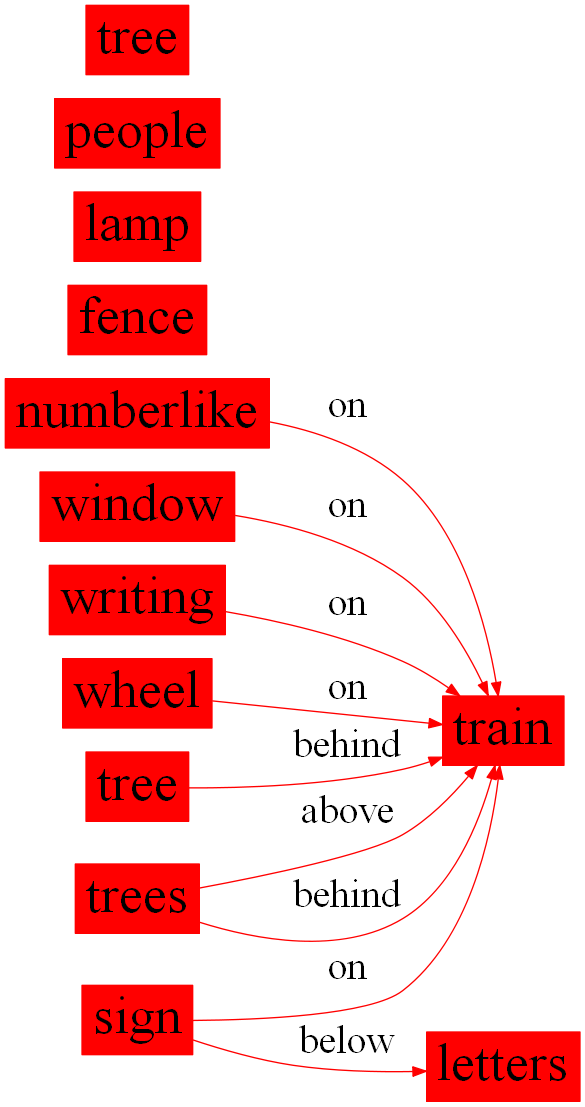 tree
people
lamp
fence
numberlike
on
window
on
writing
on
wheel
on
train
behind
tree
above
trees
behind
on
sign
below
letters